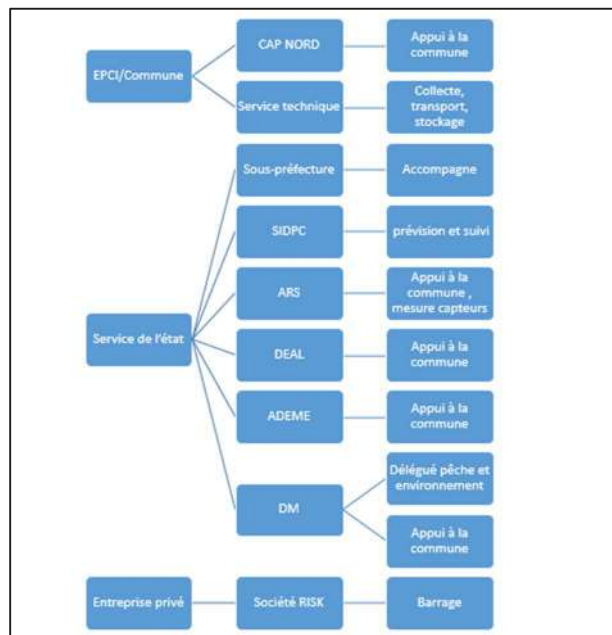 EPCI/Commune
CAP NORD
Appui à la
commune
Service technique
Collecte,
transport,
stockage
Service de l'état
Sous-préfecture
Accompagne
SIDPC
prévision et suivi
ARS
Appui à la
commune ,
mesure capteurs
DEAL
Appui à la
commune
ADEME
Appui à la
commune
DM
Délégué pêche et
environnement
Appui à la
commune
Entreprise privé
Société RISK
Barrage